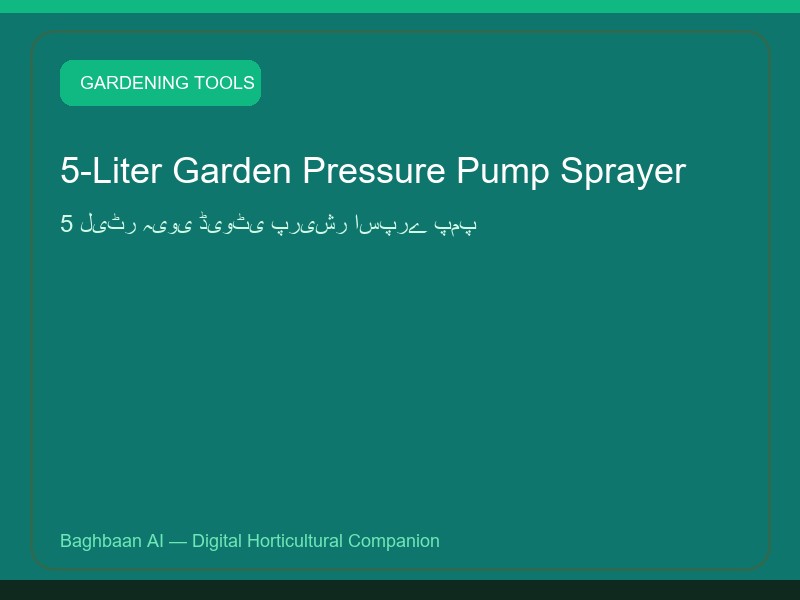 GARDENING TOOLS
5-Liter Garden Pressure Pump Sprayer
5 لیٹر ہیوی ڈیوٹی پریشر اسپرے پمپ
Baghbaan AI — Digital Horticultural Companion